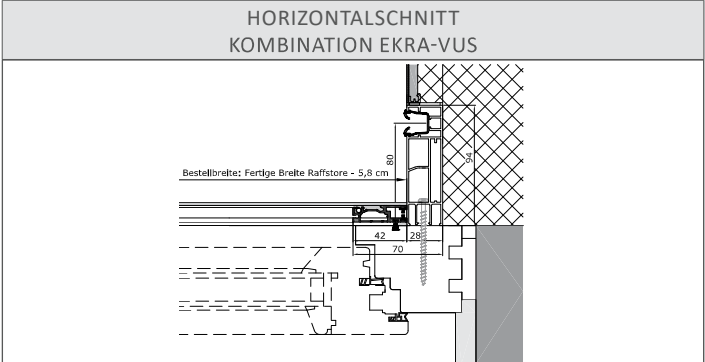 HORIZONTALSCHNITT
KOMBINATION EKRA-VUS
80
94
Bestellbreite: Fertige Breite Raffstore - 5,8 cm
42
28
70